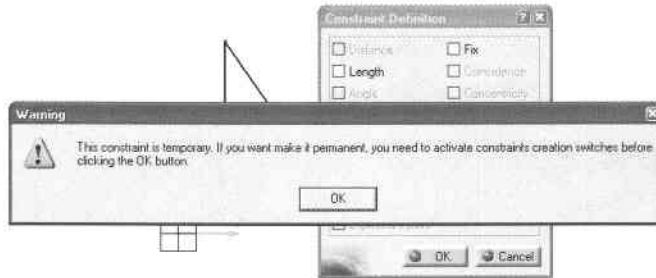 Constraint Definition
Distance
Fix
Length
Coincidence
Angle
Concentricity
Warning
This constraint is temporary. If you want make it permanent, you need to activate constraints creation switches before
clicking the OK button.
OK
OK
Cancel